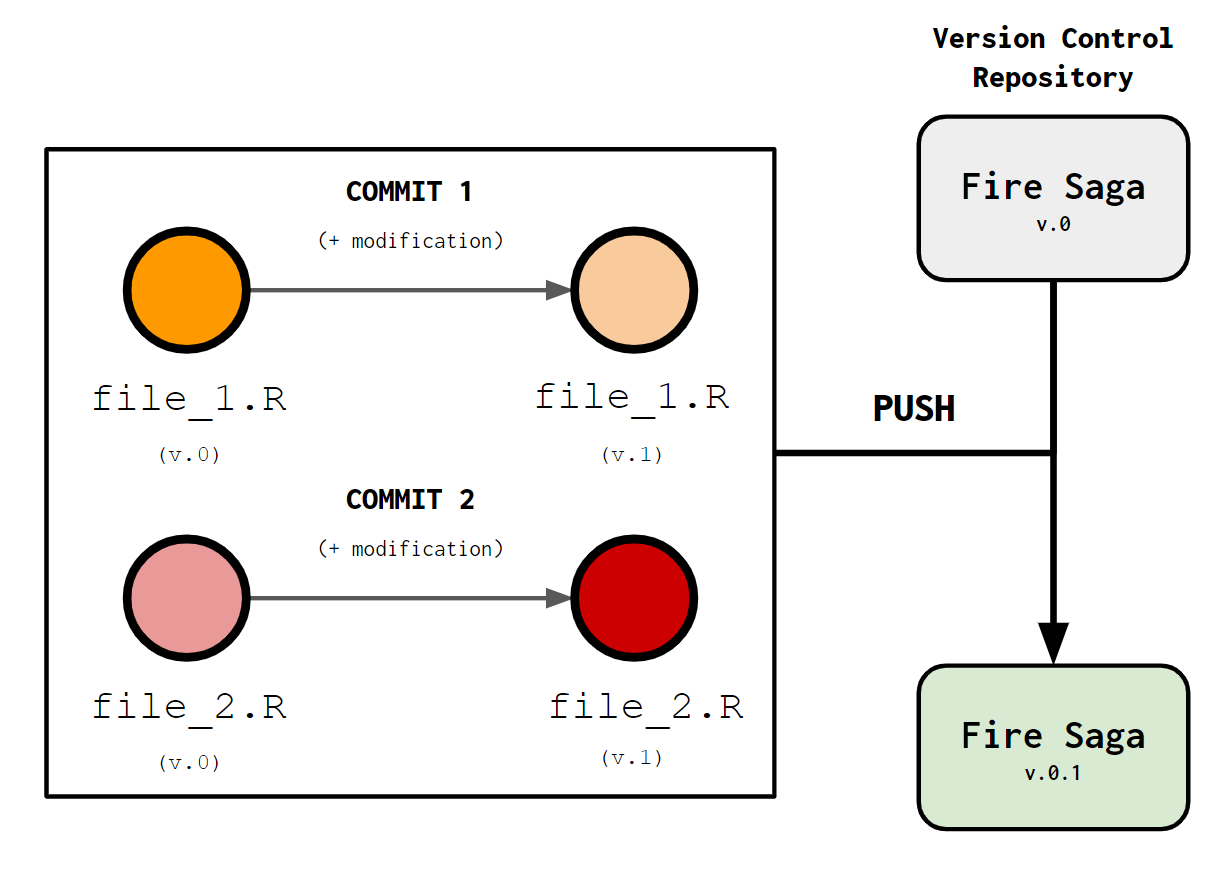 Version Control
Repository
Fire Saga
v.0
COMMIT 1
(+ modification)
file_1.R
(v.0)
file_1.R
(v.1)
PUSH
COMMIT 2
(+ modification)
file_2.R
(v.0)
file_2.R
(v.1)
Fire Saga
v.0.1